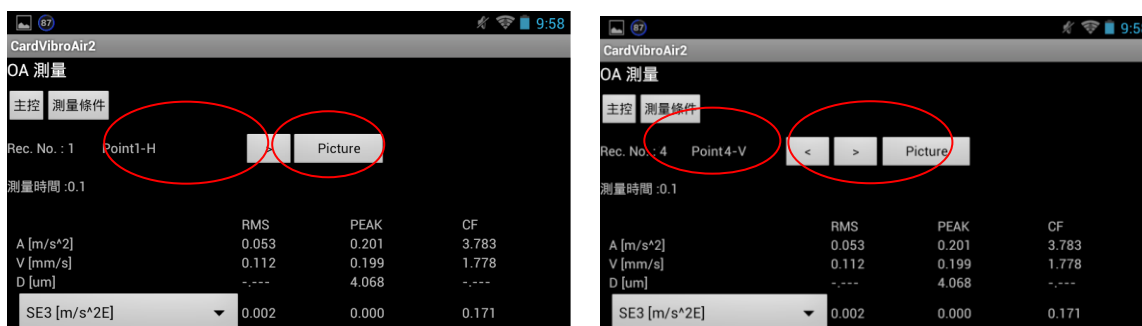 87 9:58
CardVibroAir2
OA 測量
主控 測量條件
Rec. No. : 1 Point1-H > Picture
測量時間 :0.1
RMS PEAK CF
A [m/s^2] 0.053 0.201 3.783
V [mm/s] 0.112 0.199 1.778
D [um] -.--- 4.068 -.---
SE3 [m/s^2E] 0.002 0.000 0.171
87 9:5
CardVibroAir2
OA 測量
主控 測量條件
Rec. No. : 4 Point4-V < > Picture
測量時間 :0.1
RMS PEAK CF
A [m/s^2] 0.053 0.201 3.783
V [mm/s] 0.112 0.199 1.778
D [um] -.--- 4.068 -.---
SE3 [m/s^2E] 0.002 0.000 0.171